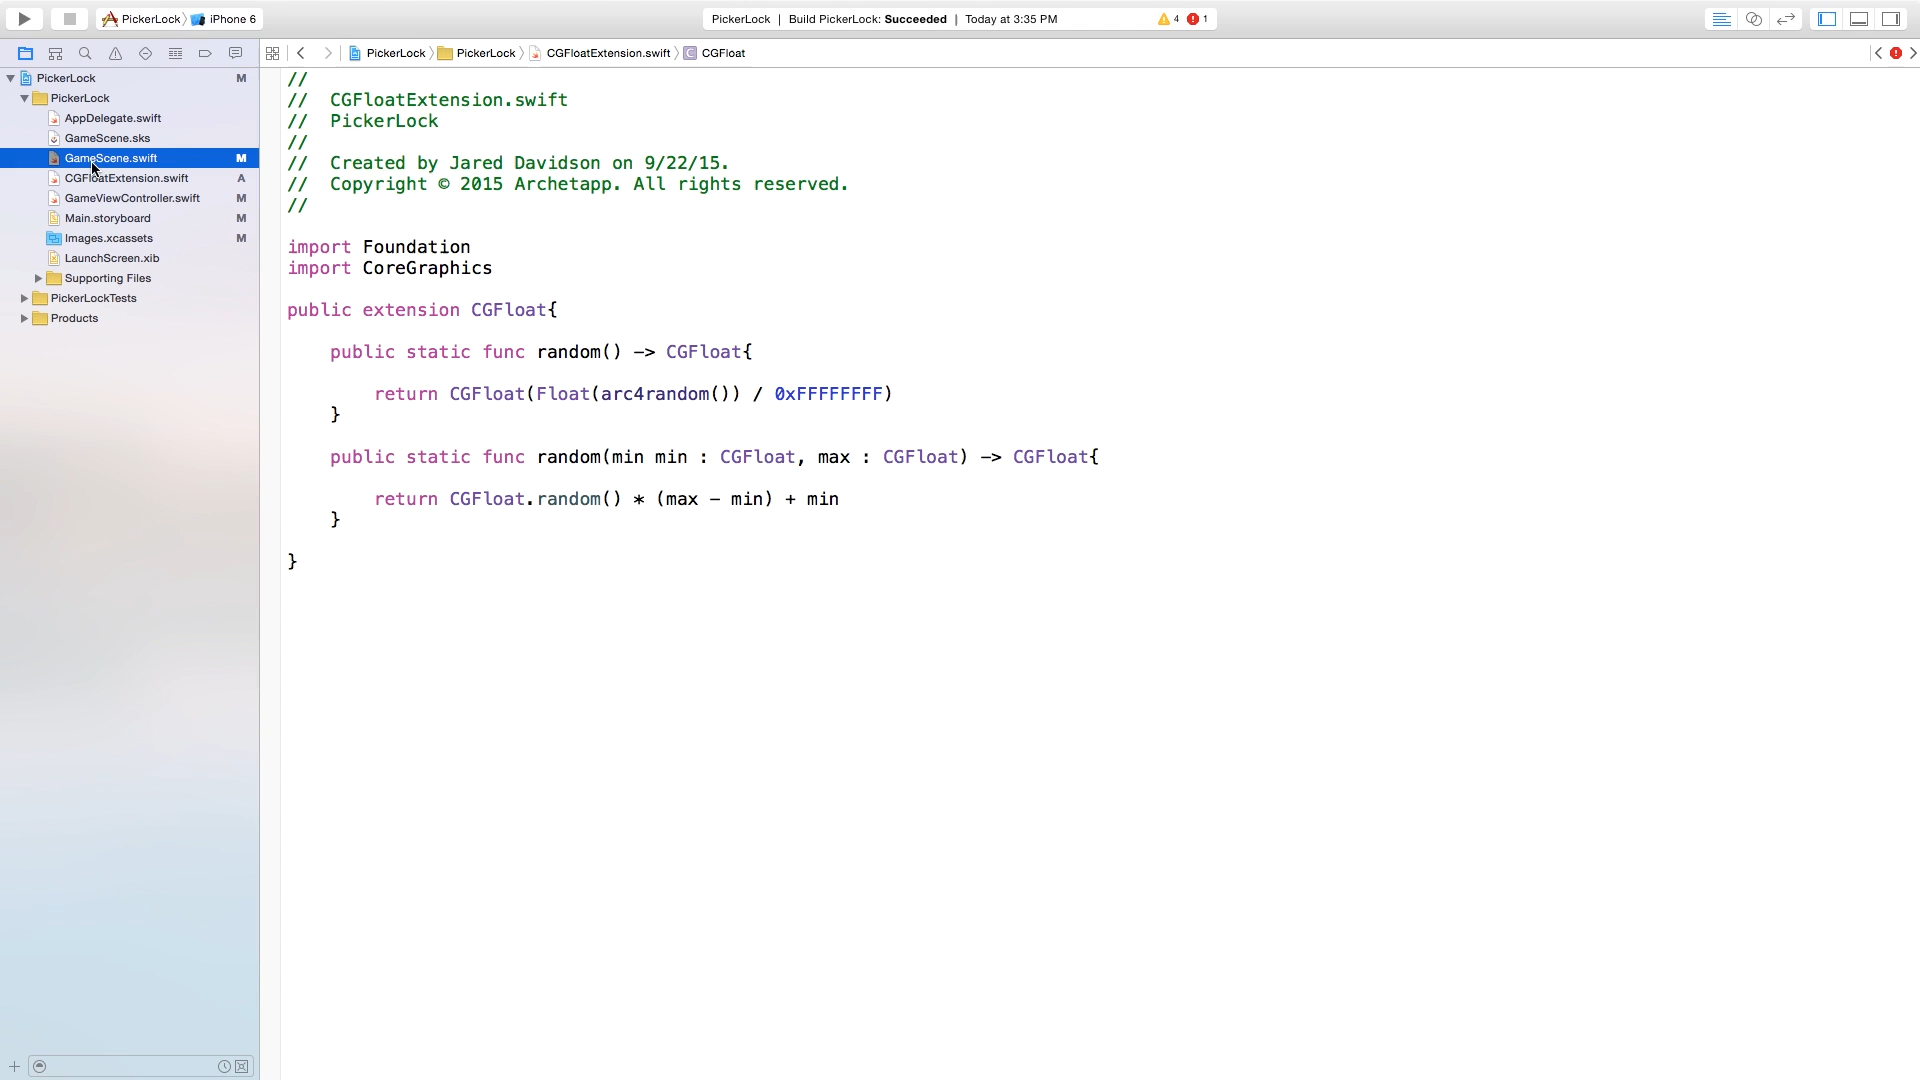 PickerLock iPhone 6 PickerLock | Build PickerLock: Succeeded | Today at 3:35 PM 4 1
PickerLock PickerLock CGFloatExtension.swift C CGFloat
PickerLock M
PickerLock
AppDelegate.swift
GameScene.sks
GameScene.swift M
CGFloatExtension.swift A
GameViewController.swift M
Main.storyboard M
Images.xcassets M
LaunchScreen.xib
Supporting Files
PickerLockTests
Products
//
// CGFloatExtension.swift
// PickerLock
//
// Created by Jared Davidson on 9/22/15.
// Copyright © 2015 Archetapp. All rights reserved.
//
import Foundation
import CoreGraphics
public extension CGFloat{
public static func random() -> CGFloat{
return CGFloat(Float(arc4random()) / 0xFFFFFFFF)
}
public static func random(min min : CGFloat, max : CGFloat) -> CGFloat{
return CGFloat.random() * (max - min) + min
}
}